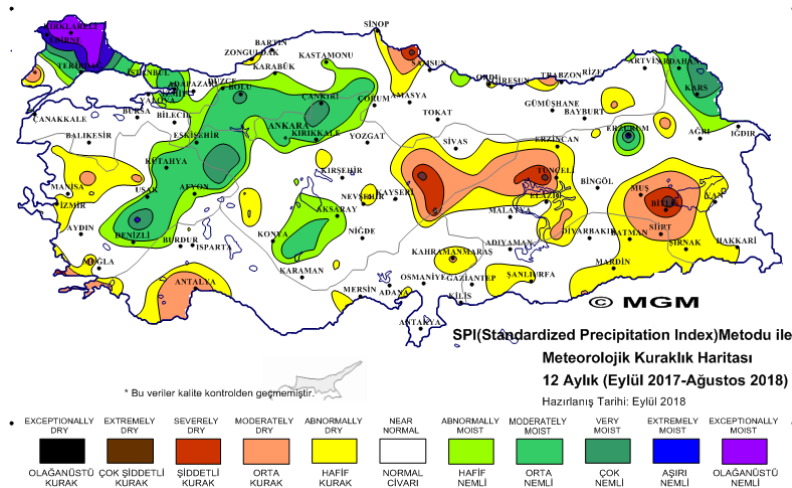 SİNOP
KIRKLARELİ
EDİRNE
BARTIN
ZONGULDAK
KASTAMONU
TEKİRDAĞ
İSTANBUL
KARABÜK
SAMSUN
ARTVİN
ARDAHAN
ADAPAZARI
DÜZCE
BOLU
ORDU
GİRESUN
TRABZON
RİZE
YALOVA
ÇANKIRI
ÇORUM
AMASYA
KARS
ÇANAKKALE
BURSA
BİLECİK
TOKAT
GÜMÜŞHANE
BAYBURT
BALIKESİR
ESKİŞEHİR
ANKARA
KIRIKKALE
YOZGAT
SİVAS
ERZİNCAN
ERZURUM
AĞRI
IĞDIR
KÜTAHYA
KIRŞEHİR
TUNCELİ
BİNGÖL
MUŞ
MANİSA
UŞAK
AFYON
NEVŞEHİR
KAYSERİ
ELAZIĞ
VAN
İZMİR
AKSARAY
MALATYA
BİTLİS
AYDIN
DENİZLİ
BURDUR
ISPARTA
KONYA
NİĞDE
DİYARBAKIR
BATMAN
SİİRT
ADIYAMAN
ŞIRNAK
HAKKARİ
MUĞLA
KARAMAN
KAHRAMANMARAŞ
MARDİN
ANTALYA
MERSİN
ADANA
OSMANİYE
GAZİANTEP
ŞANLIURFA
KİLİS
ANTAKYA
© MGM
SPI(Standardized Precipitation Index)Metodu ile
Meteorolojik Kuraklık Haritası
12 Aylık (Eylül 2017-Ağustos 2018)
* Bu veriler kalite kontrolden geçmemiştir.
Hazırlanış Tarihi: Eylül 2018
EXCEPTIONALLY DRY
EXTREMELY DRY
SEVERELY DRY
MODERATELY DRY
ABNORMALLY DRY
NEAR NORMAL
ABNORMALLY MOIST
MODERATELY MOIST
VERY MOIST
EXTREMELY MOIST
EXCEPTIONALLY MOIST
OLAĞANÜSTÜ KURAK
ÇOK ŞİDDETLİ KURAK
ŞİDDETLİ KURAK
ORTA KURAK
HAFİF KURAK
NORMAL CİVARI
HAFİF NEMLİ
ORTA NEMLİ
ÇOK NEMLİ
AŞIRI NEMLİ
OLAĞANÜSTÜ NEMLİ